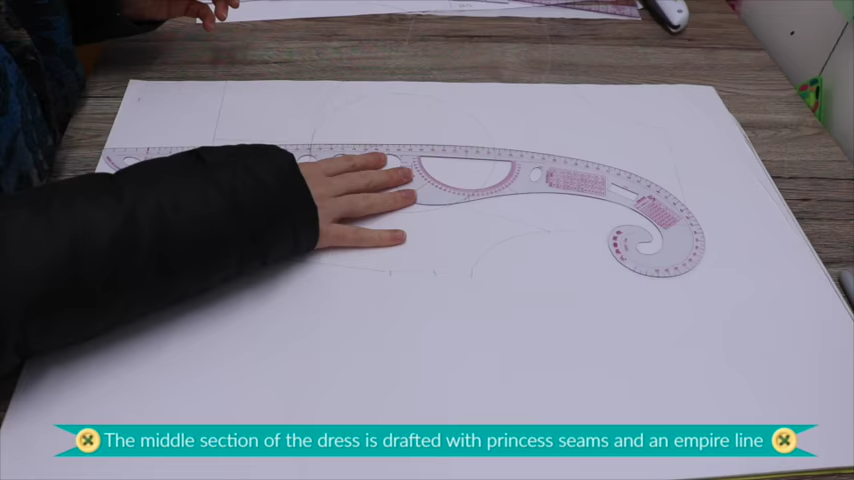 The middle section of the dress is drafted with princess seams and an empire line